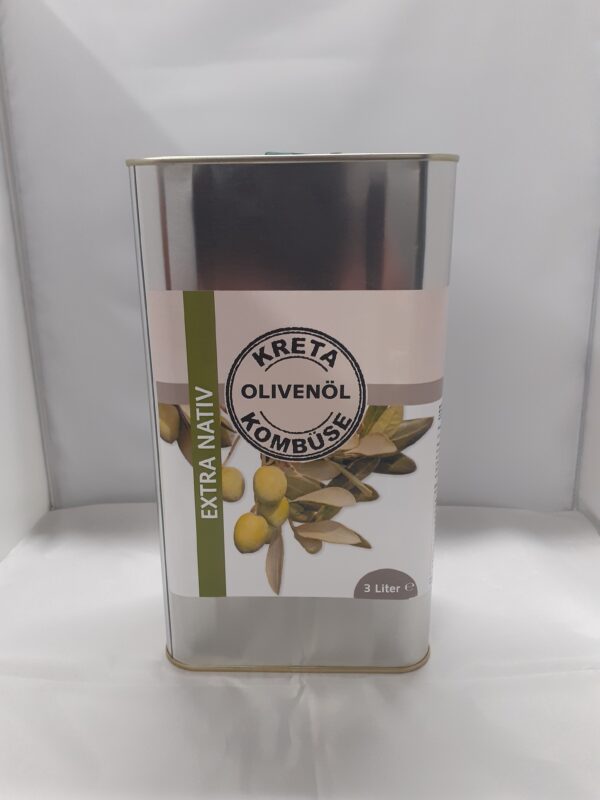 KRETA
OLIVENÖL
KOMBÜSE
EXTRA NATIV
3 Liter ℮